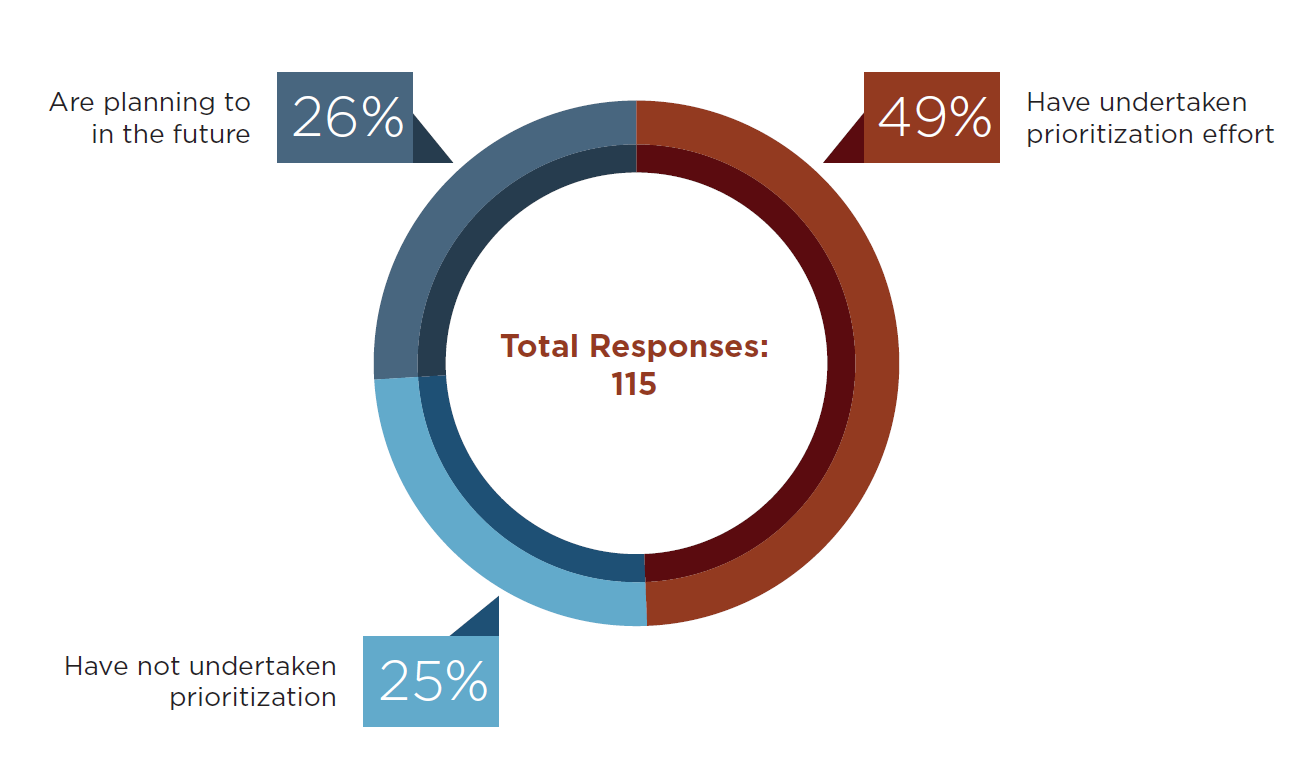 Are planning to
in the future
26%
49%
Have undertaken
prioritization effort
Total Responses:
115
Have not undertaken
prioritization
25%